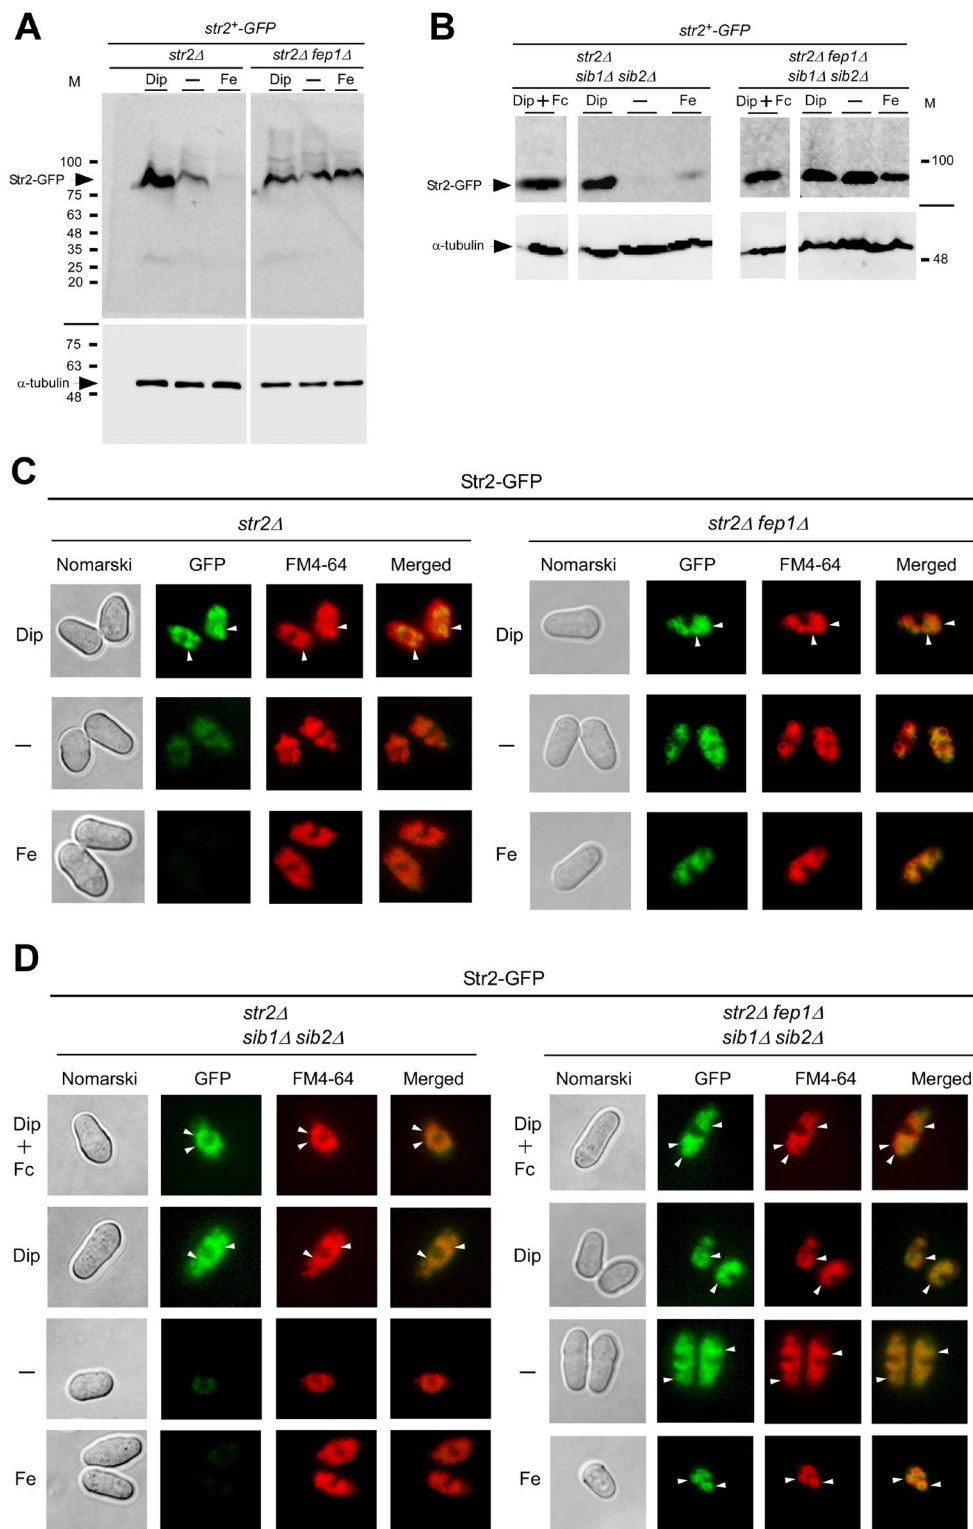 A
str2⁺-GFP
str2Δ
str2Δ fep1Δ
M
Dip
—
Fe
Dip
—
Fe
100
Str2-GFP
75
63
48
35
25
20
75
63
α-tubulin
48
B
str2⁺-GFP
str2Δ
sib1Δ sib2Δ
str2Δ fep1Δ
sib1Δ sib2Δ
Dip + Fc
Dip
—
Fe
Dip + Fc
Dip
—
Fe
M
100
Str2-GFP
α-tubulin
48
C
Str2-GFP
str2Δ
str2Δ fep1Δ
Nomarski GFP FM4-64 Merged
Nomarski GFP FM4-64 Merged
Dip
Dip
—
—
Fe
Fe
D
Str2-GFP
str2Δ
sib1Δ sib2Δ
str2Δ fep1Δ
sib1Δ sib2Δ
Nomarski GFP FM4-64 Merged
Nomarski GFP FM4-64 Merged
Dip
+
Fc
Dip
+
Fc
Dip
Dip
—
—
Fe
Fe